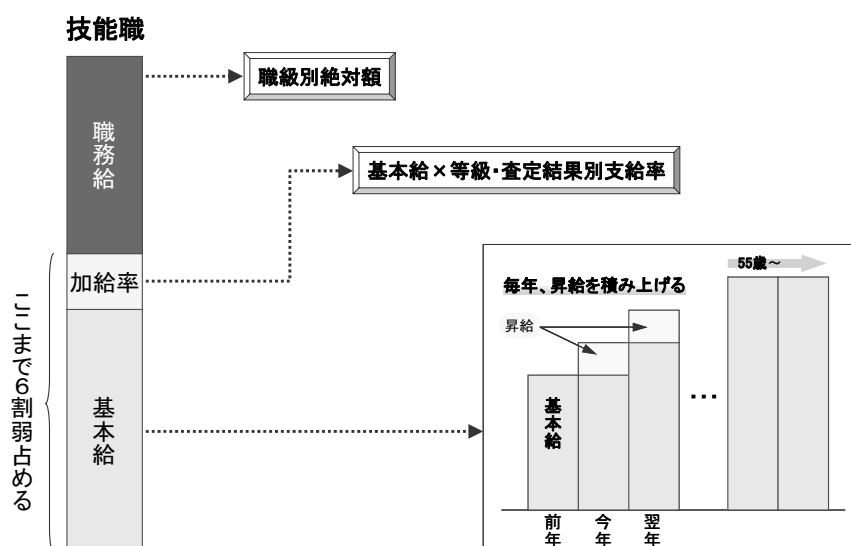 技能職
職級別絶対額
職務給
基本給×等級・査定結果別支給率
加給率
ここまで6割弱占める
基本給
55歳～
毎年、昇給を積み上げる
昇給
基本給
…
前年
今年
翌年